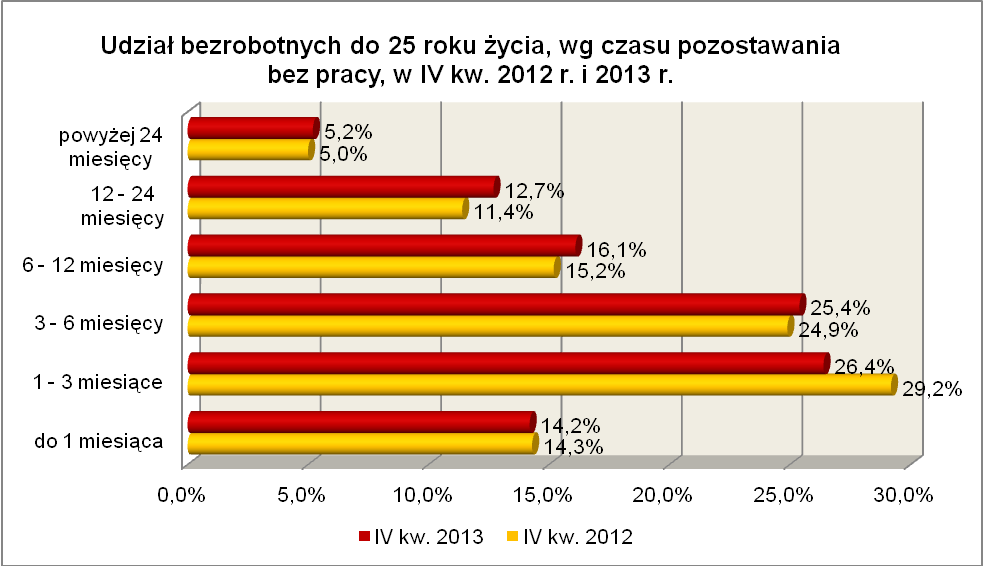 Udział bezrobotnych do 25 roku życia, wg czasu pozostawania
bez pracy, w IV kw. 2012 r. i 2013 r.
powyżej 24
miesięcy
5,2%
5,0%
12 - 24
miesięcy
12,7%
11,4%
6 - 12 miesięcy
16,1%
15,2%
3 - 6 miesięcy
25,4%
24,9%
1 - 3 miesiące
26,4%
29,2%
do 1 miesiąca
14,2%
14,3%
0,0% 5,0% 10,0% 15,0% 20,0% 25,0% 30,0%
IV kw. 2013 IV kw. 2012